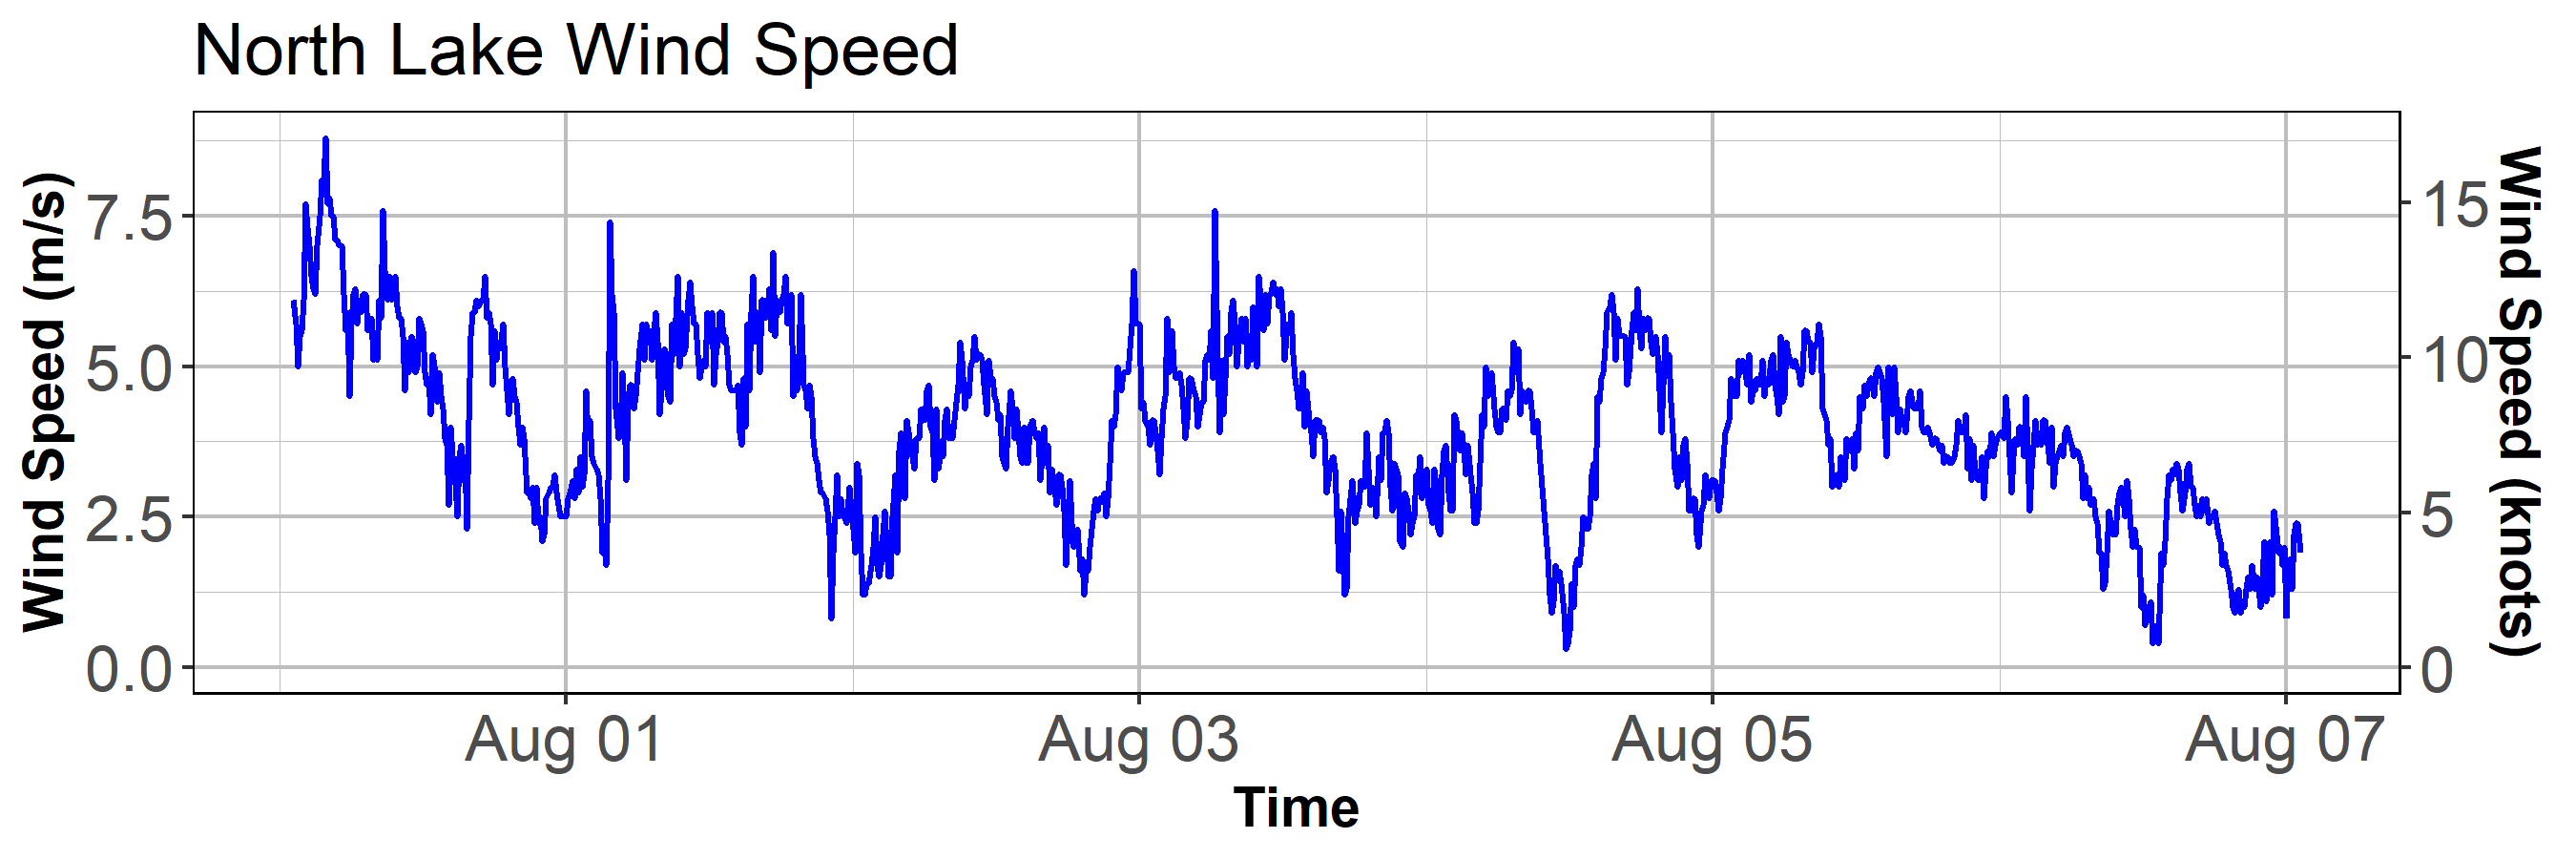 North Lake Wind Speed
Wind Speed (m/s)
7.5
5.0
2.5
0.0
15
10
5
0
Wind Speed (knots)
Aug 01
Aug 03
Aug 05
Aug 07
Time